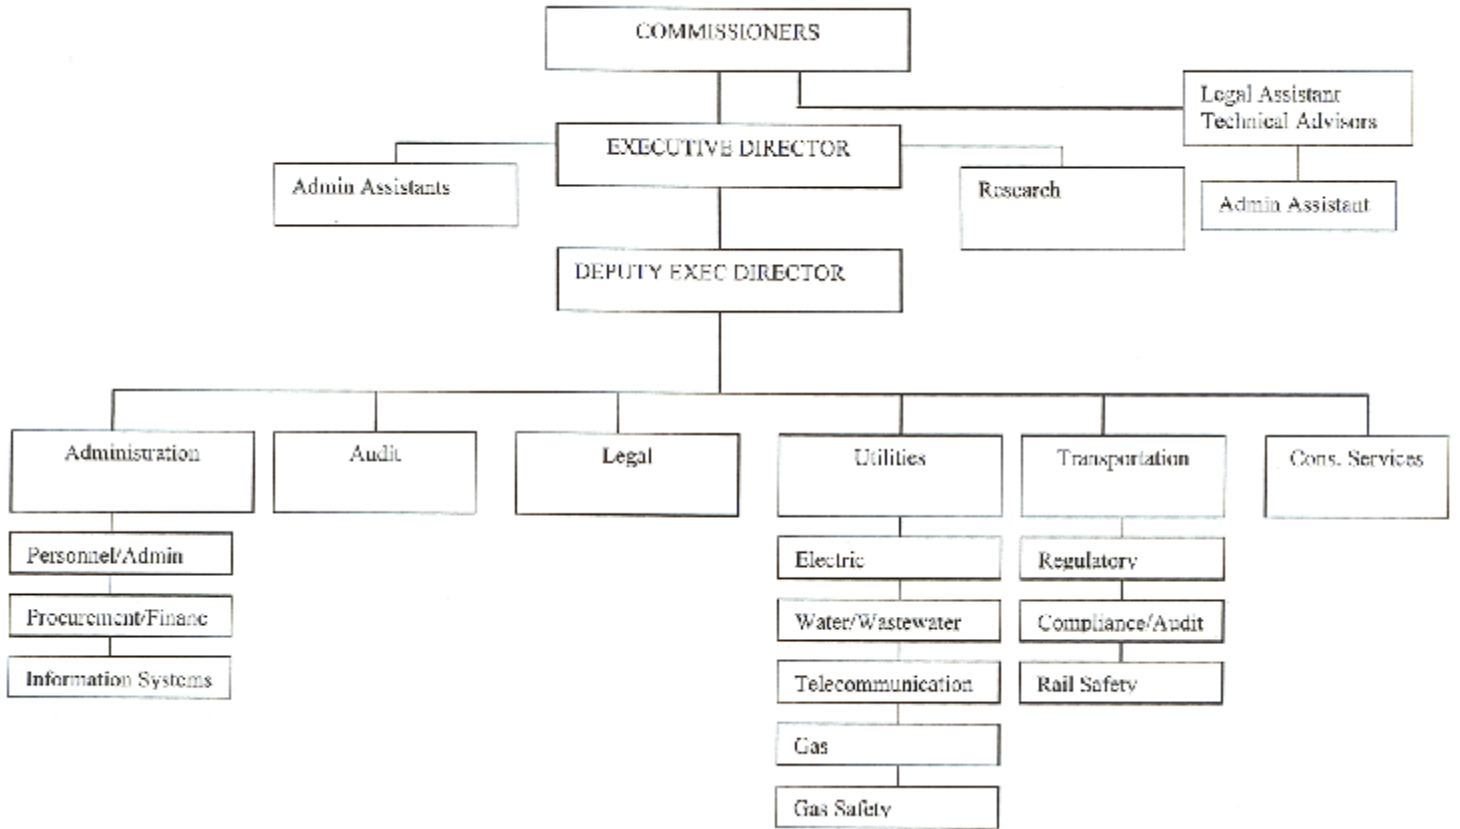 COMMISSIONERS
Legal Assistant
Technical Advisors
EXECUTIVE DIRECTOR
Admin Assistants
Research
Admin Assistant
DEPUTY EXEC DIRECTOR
Administration
Audit
Legal
Utilities
Transportation
Cons. Services
Personnel/Admin
Electric
Regulatory
Procurement/Financ
Water/Wastewater
Compliance/Audit
Information Systems
Telecommunication
Rail Safety
Gas
Gas Safety